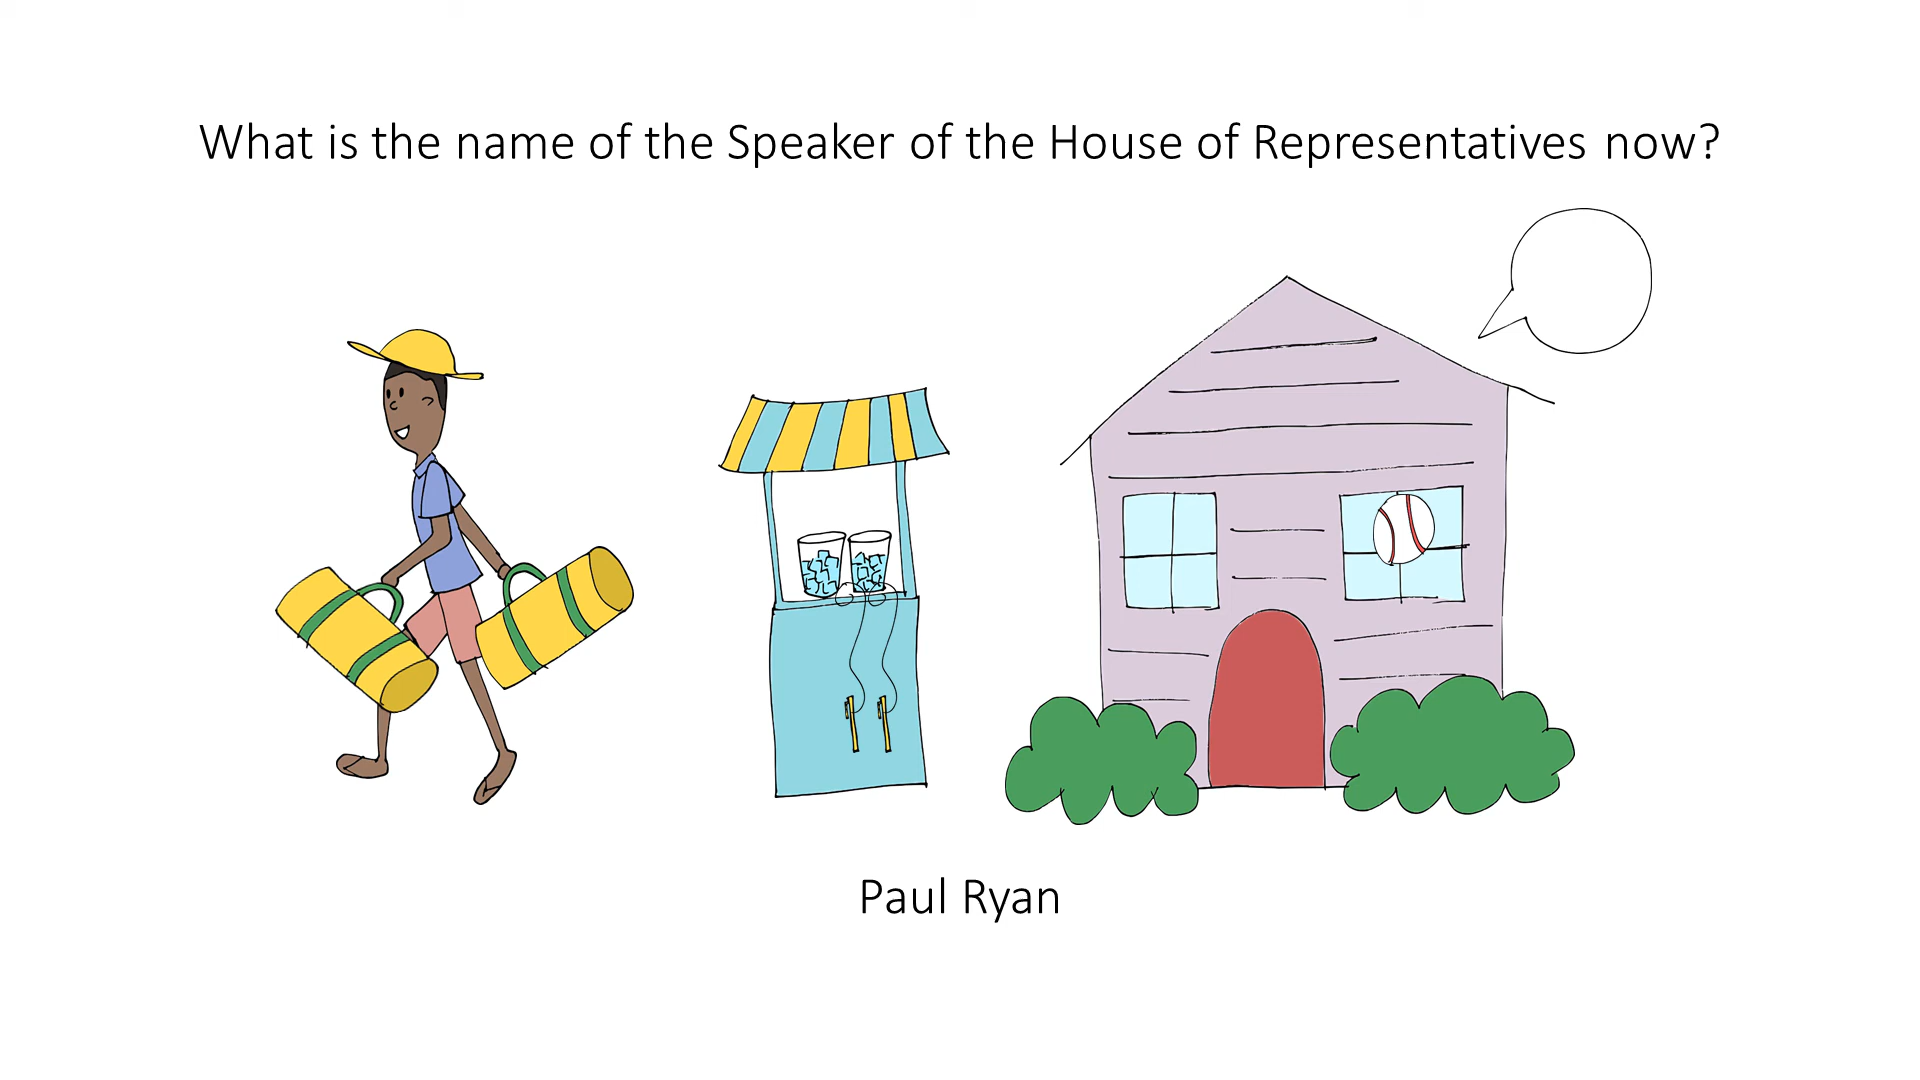 What is the name of the Speaker of the House of Representatives now?
Paul Ryan